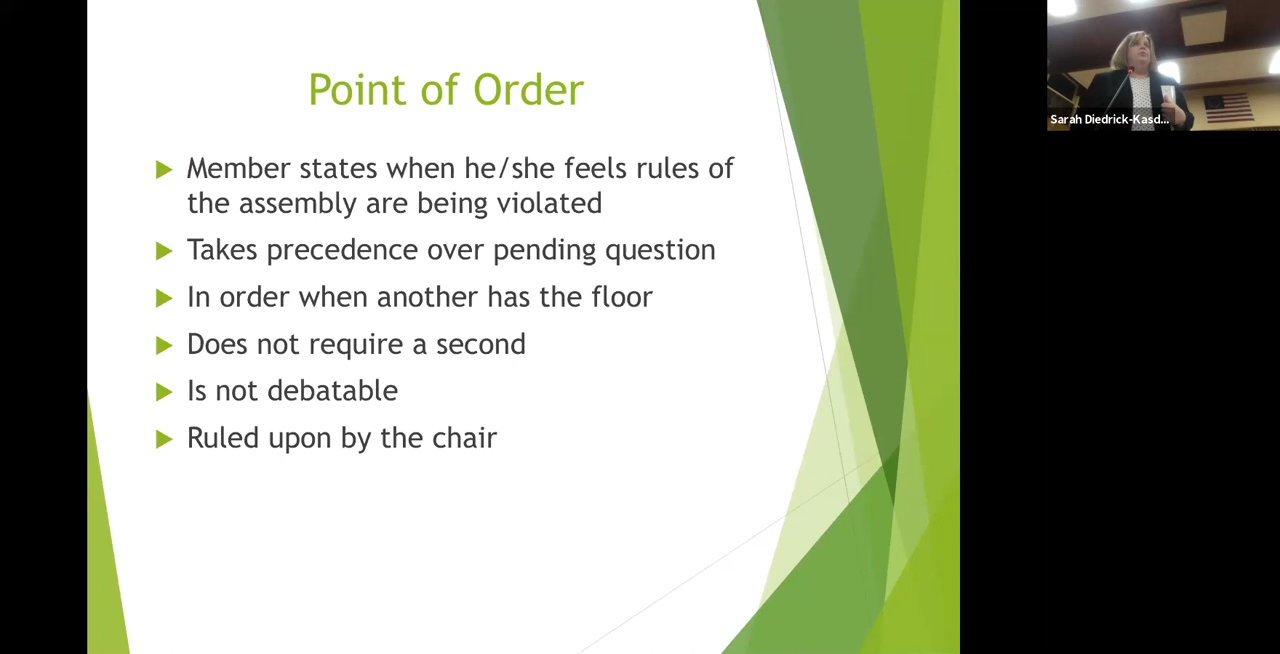 Point of Order
Member states when he/she feels rules of
the assembly are being violated
Takes precedence over pending question
In order when another has the floor
Does not require a second
Is not debatable
Ruled upon by the chair
Sarah Diedrick-Kasd...